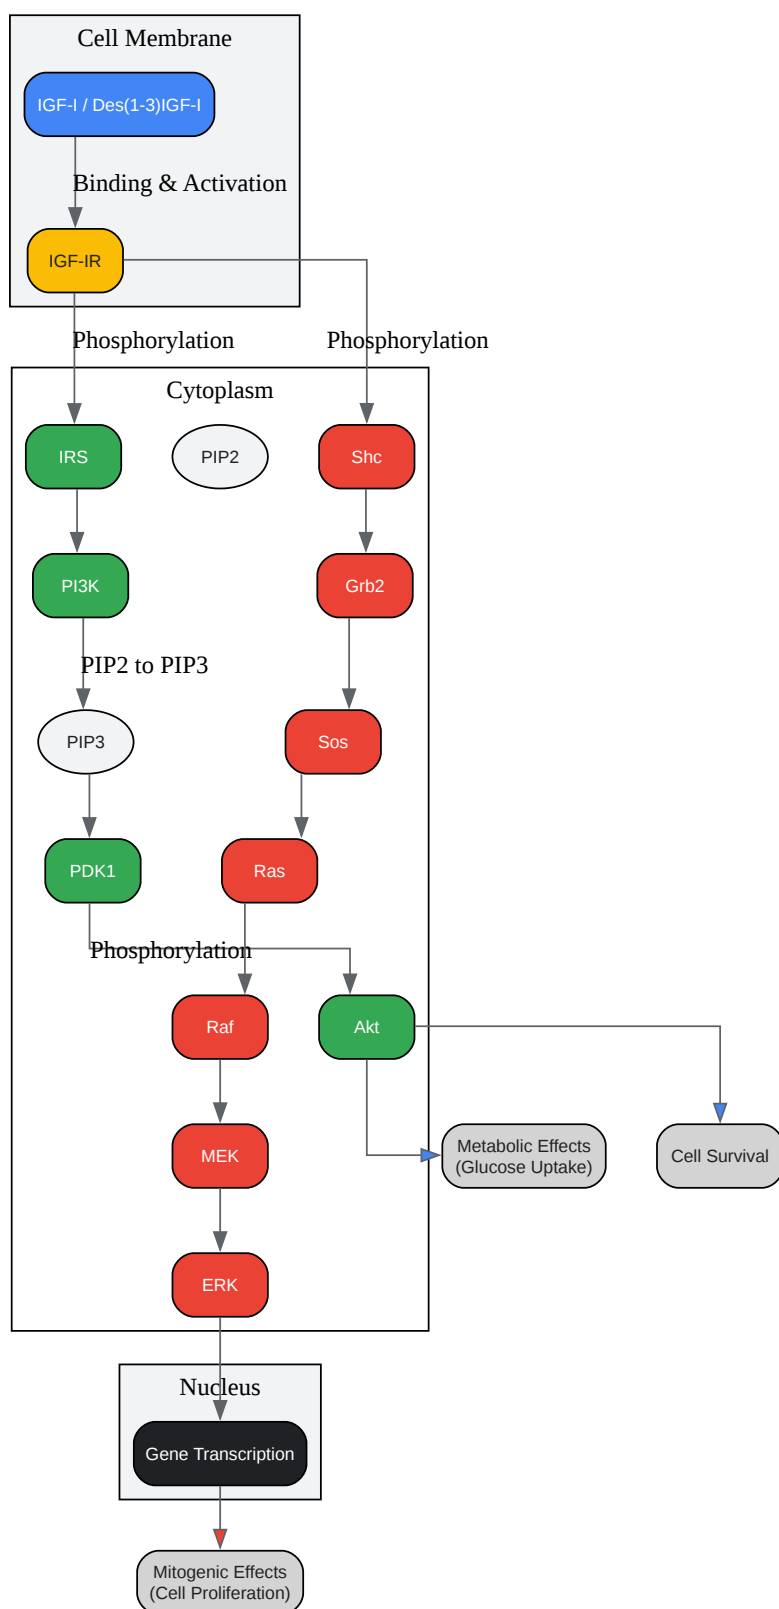 Cell Membrane
IGF-I / Des(1-3)IGF-I
Binding & Activation
IGF-IR
Phosphorylation
Phosphorylation
Cytoplasm
IRS
PIP2
Shc
PI3K
Grb2
PIP2 to PIP3
PIP3
Sos
PDK1
Ras
Phosphorylation
Raf
Akt
MEK
Metabolic Effects
(Glucose Uptake)
Cell Survival
ERK
Nucleus
Gene Transcription
Mitogenic Effects
(Cell Proliferation)